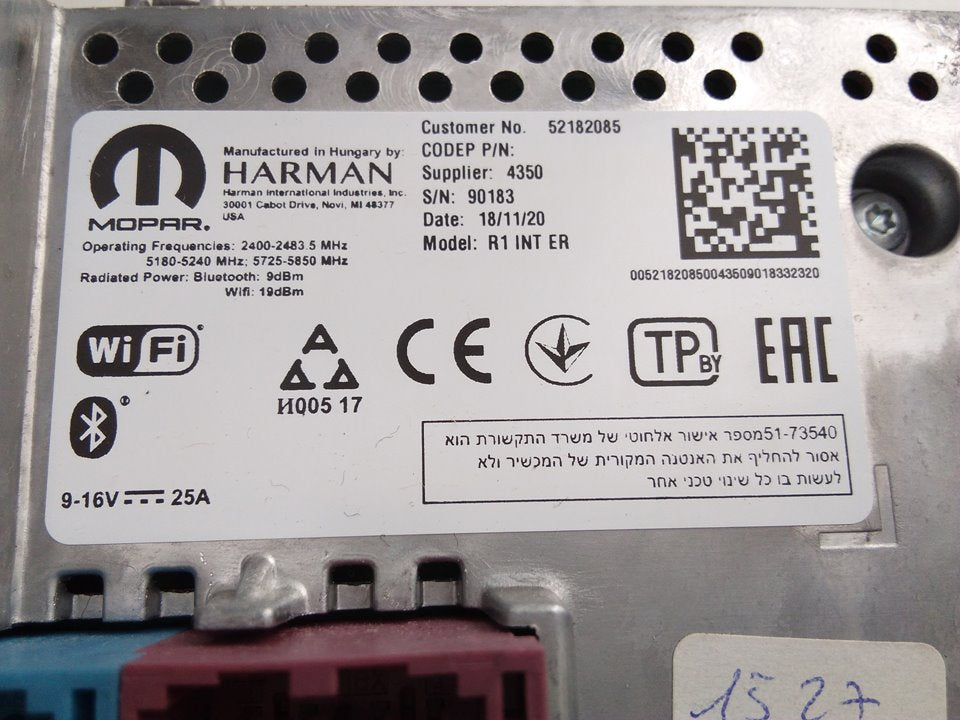 MOPAR.
Manufactured in Hungary by:
HARMAN
Harman International Industries, Inc.
30001 Cabot Drive, Novi, MI 48377
USA
Operating Frequencies: 2400-2483.5 MHz
5180-5240 MHz; 5725-5850 MHz
Radiated Power: Bluetooth: 9dBm
Wifi: 19dBm
Customer No. 52182085
CODEP P/N:
Supplier: 4350
S/N: 90183
Date: 18/11/20
Model: R1 INT ER
00521820850043509018332320
Wi Fi
A
И005 17
CE
TP BY
EAC
51-73540מספר אישור אלחוטי של משרד התקשורת הוא
אסור להחליף את האנטנה המקורית של המכשיר ולא
לעשות בו כל שינוי טכני אחר
9-16V 25A
1527